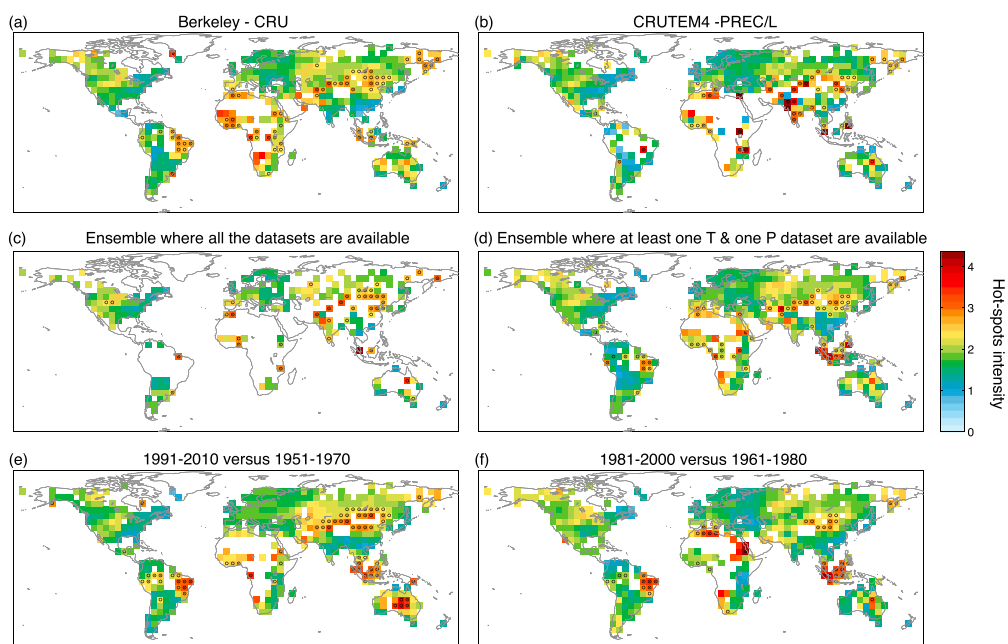 (a) Berkeley - CRU
(b) CRUTEM4 -PREC/L
(c) Ensemble where all the datasets are available
(d) Ensemble where at least one T & one P dataset are available
4
3
2
1
0
Hot-spots intensity
(e) 1991-2010 versus 1951-1970
(f) 1981-2000 versus 1961-1980